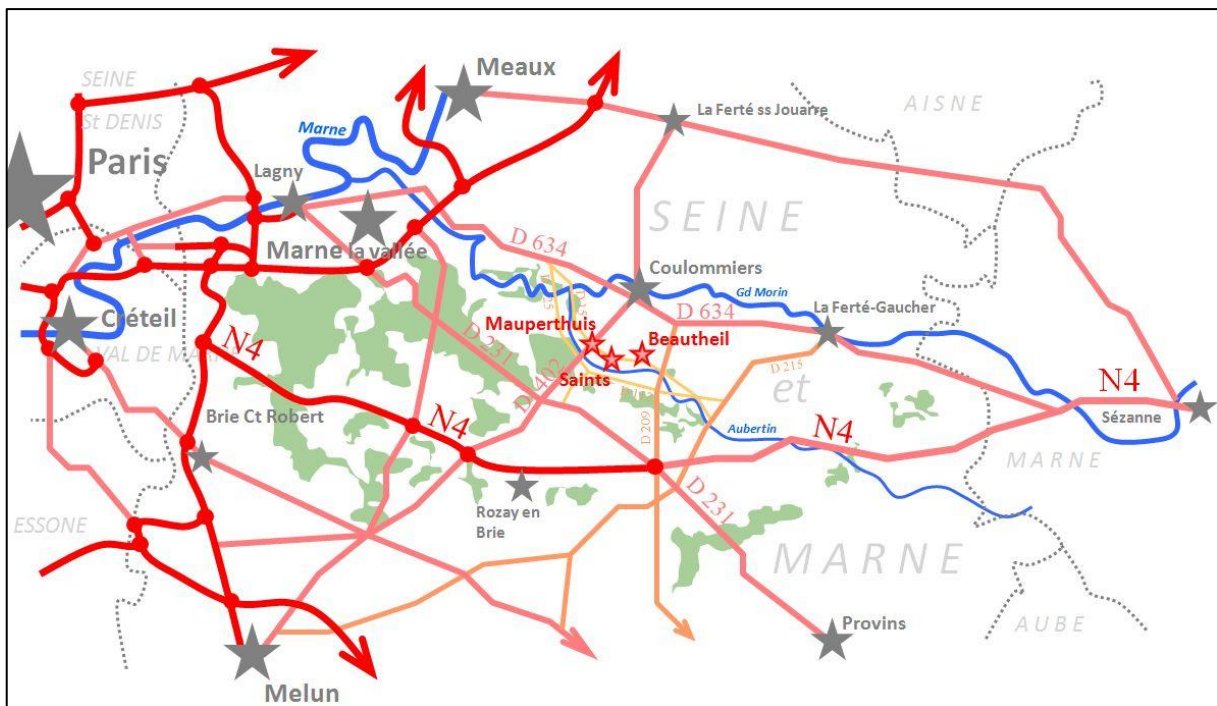 SEINE
St DENIS
Paris
Meaux
Marne
La Ferté ss Jouarre
AISNE
Lagny
SEINE
Marne la vallée
D 634
Coulommiers
Gd Morin
La Ferté-Gaucher
D 634
Créteil
VAL DE MARNE
N4
D 231
Mauperthuis
Beautheil
Saints
D 402
D 215
et
N4
Sézanne
Brie Ct Robert
N4
D 209
Aubertin
N4
MARNE
ESSONE
Rozay en
Brie
D 231
MARNE
Provins
AUBE
Melun